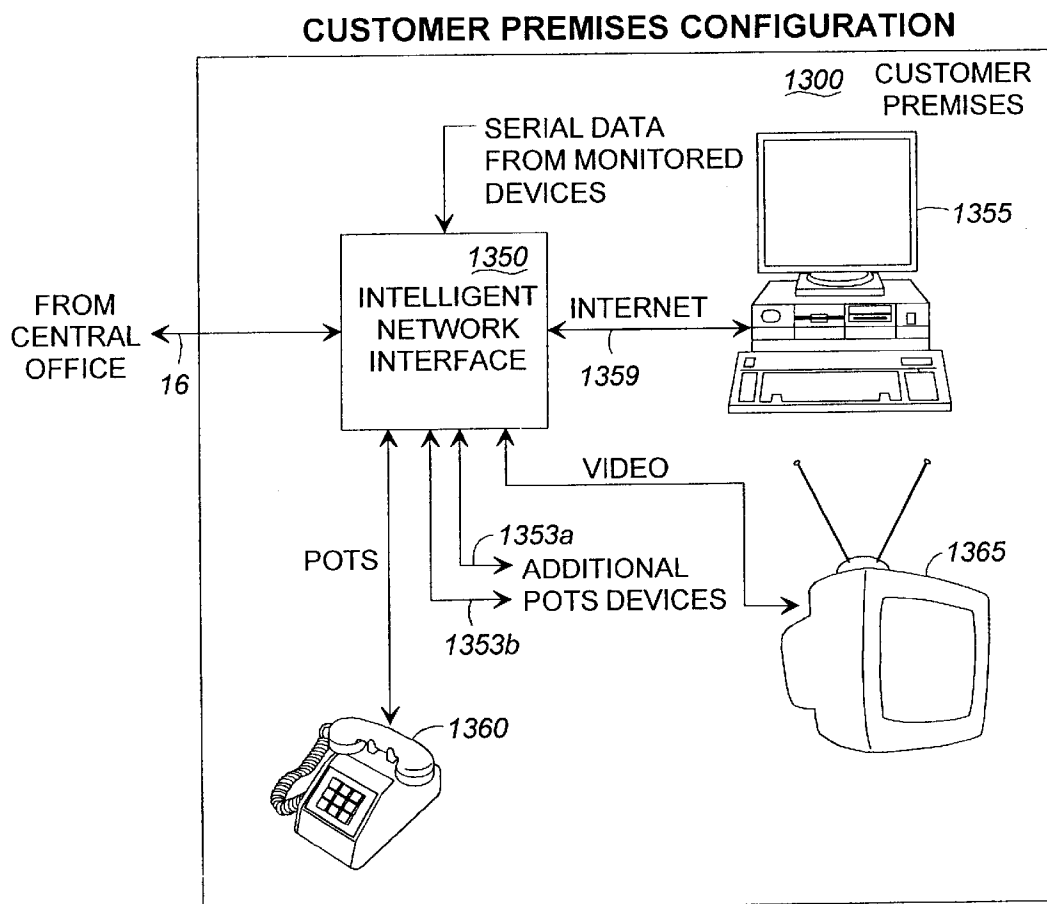 CUSTOMER PREMISES CONFIGURATION
1300 CUSTOMER
PREMISES
SERIAL DATA
FROM MONITORED
DEVICES
1355
1350
INTELLIGENT
NETWORK
INTERFACE
FROM
CENTRAL
OFFICE
16
INTERNET
1359
VIDEO
POTS
1353a
ADDITIONAL
POTS DEVICES
1353b
1365
1360